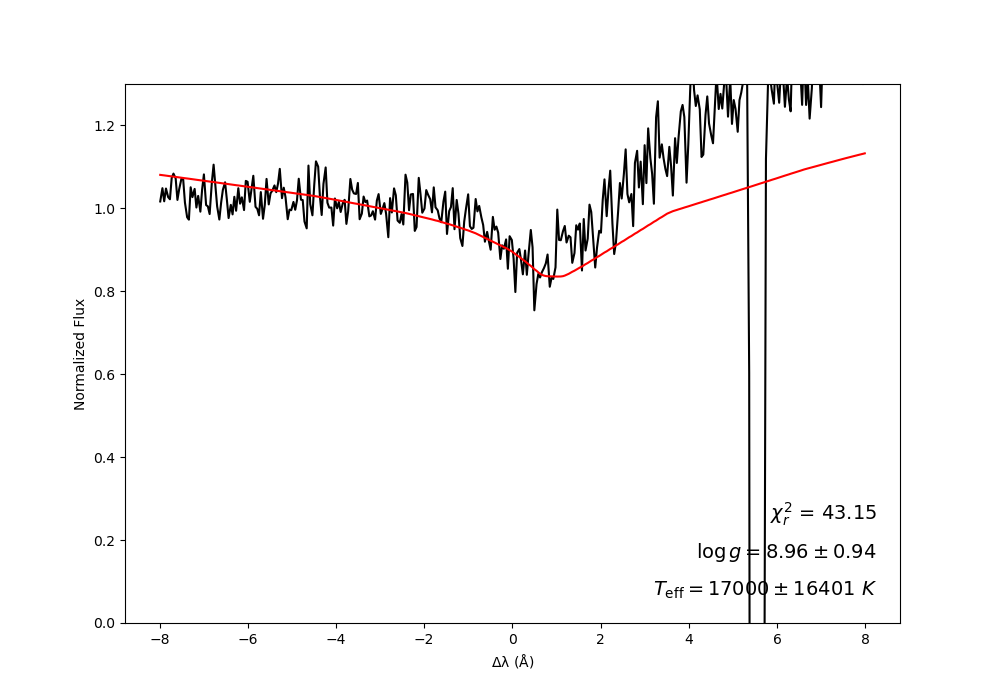 1.2
1.0
0.8
0.6
0.4
0.2
0.0
Normalized Flux
χ²ᵣ = 43.15
log g = 8.96 ± 0.94
T_eff = 17000 ± 16401 K
−8 −6 −4 −2 0 2 4 6 8
Δλ (Å)